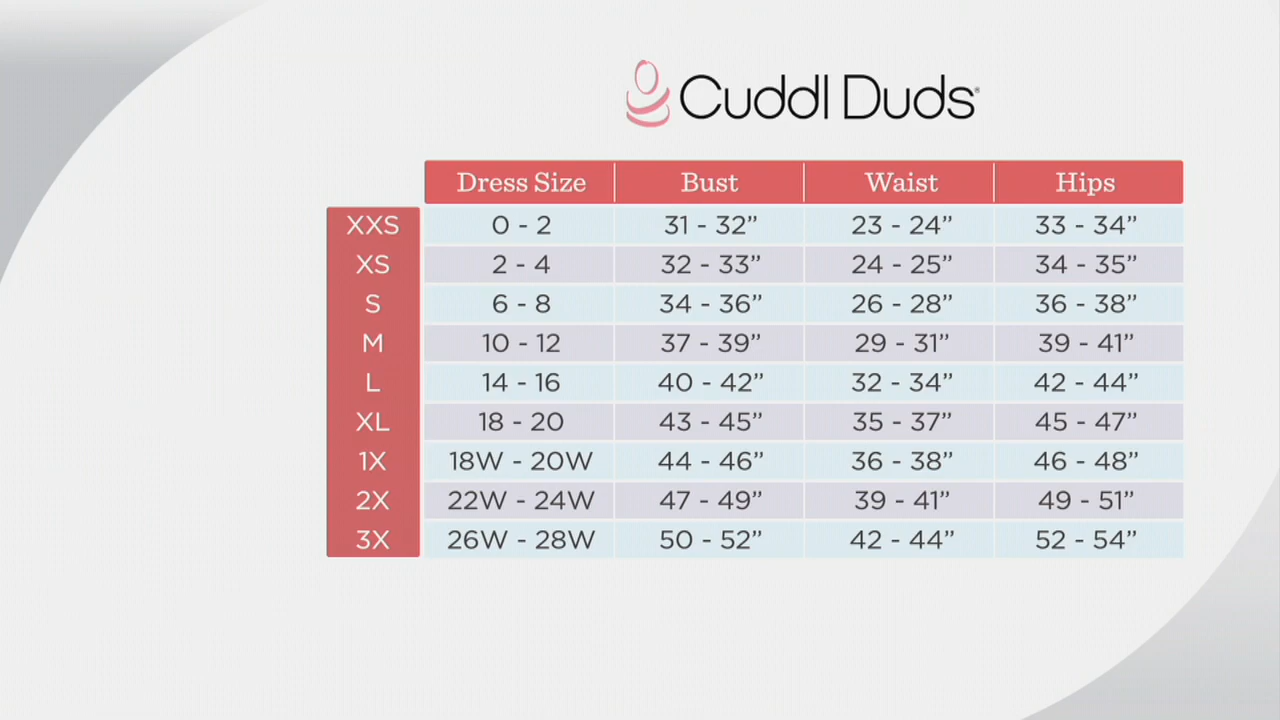 Cuddl Duds®
Dress Size Bust Waist Hips
XXS 0 - 2 31 - 32” 23 - 24” 33 - 34”
XS 2 - 4 32 - 33” 24 - 25” 34 - 35”
S 6 - 8 34 - 36” 26 - 28” 36 - 38”
M 10 - 12 37 - 39” 29 - 31” 39 - 41”
L 14 - 16 40 - 42” 32 - 34” 42 - 44”
XL 18 - 20 43 - 45” 35 - 37” 45 - 47”
1X 18W - 20W 44 - 46” 36 - 38” 46 - 48”
2X 22W - 24W 47 - 49” 39 - 41” 49 - 51”
3X 26W - 28W 50 - 52” 42 - 44” 52 - 54”